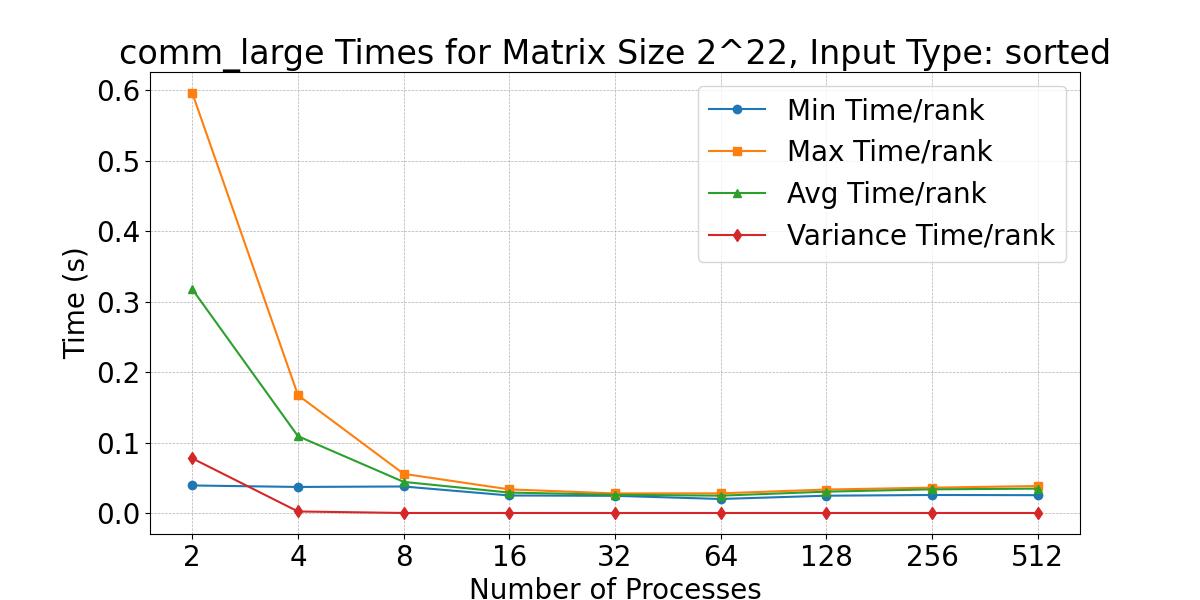 comm_large Times for Matrix Size 2^22, Input Type: sorted
Min Time/rank
Max Time/rank
Avg Time/rank
Variance Time/rank
Time (s)
0.6
0.5
0.4
0.3
0.2
0.1
0.0
2 4 8 16 32 64 128 256 512
Number of Processes